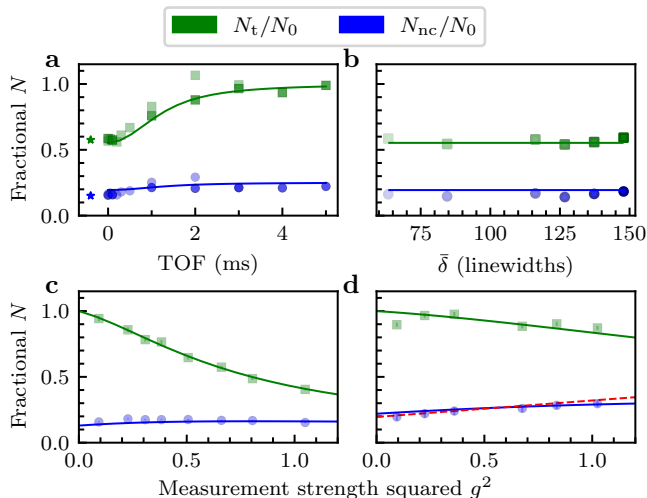 N_t/N_0 N_nc/N_0
a b
Fractional N
1.0
0.5
0.0
0 2 4
75 100 125 150
TOF (ms) δ̄ (linewidths)
c d
Fractional N
1.0
0.5
0.0
0.0 0.5 1.0
0.0 0.5 1.0
Measurement strength squared g²